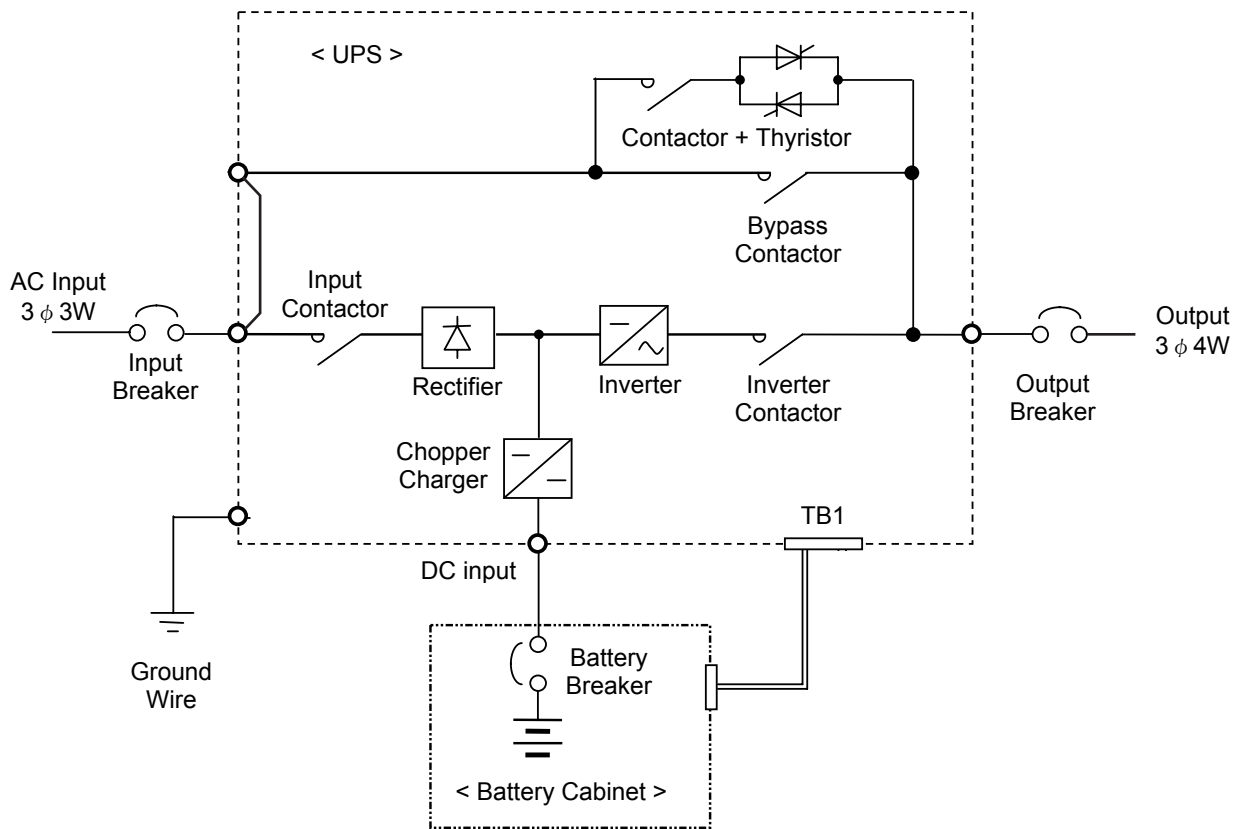 < UPS >
Contactor + Thyristor
Bypass
Contactor
AC Input
3 φ 3W
Input
Contactor
Input
Breaker
Rectifier
Inverter
Inverter
Contactor
Output
3 φ 4W
Output
Breaker
Chopper
Charger
TB1
DC input
Ground
Wire
Battery
Breaker
< Battery Cabinet >